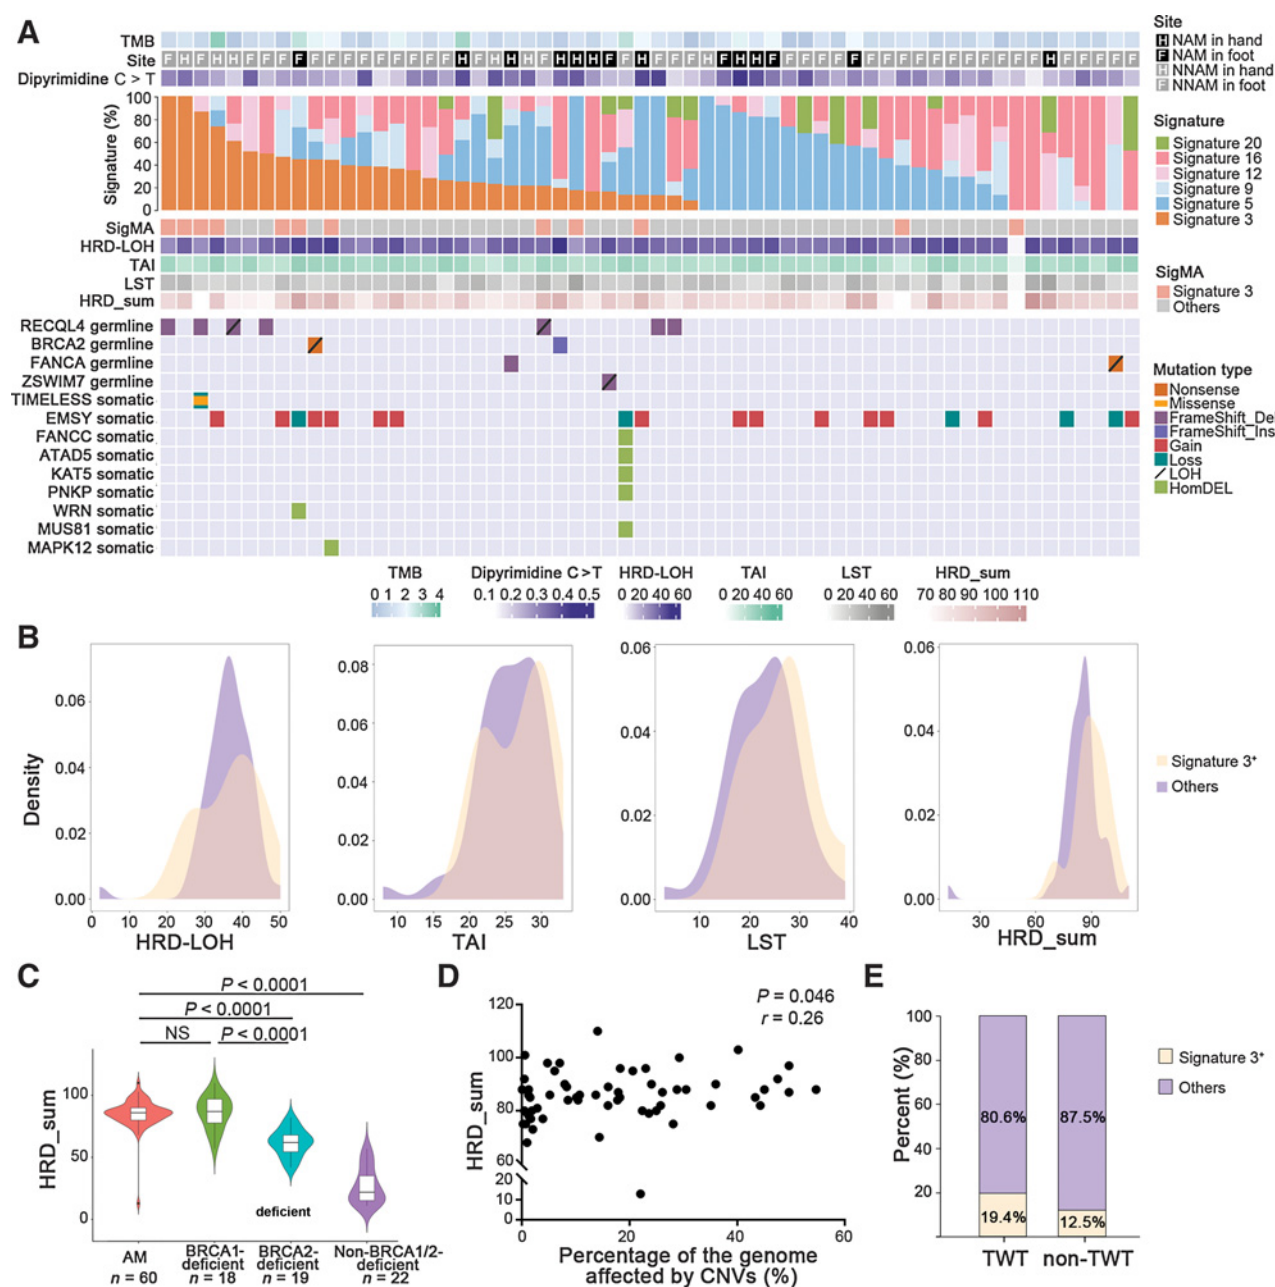 A
TMB
Site F H F H H F F F F F F F F F F F F F H F H H H F H H H F F H F F F H F H H F F F F F F F F F F F F F F F F F H F F F F F
Dipyrimidine C > T
Site
H NAM in hand
F NAM in foot
H NNAM in hand
F NNAM in foot
Signature (%)
100
80
60
40
20
0
Signature
Signature 20
Signature 16
Signature 12
Signature 9
Signature 5
Signature 3
SigMA
HRD-LOH
TAI
LST
HRD_sum
SigMA
Signature 3
Others
RECQL4 germline
BRCA2 germline
FANCA germline
ZSWIM7 germline
TIMELESS somatic
EMSY somatic
FANCC somatic
ATAD5 somatic
KAT5 somatic
PNKP somatic
WRN somatic
MUS81 somatic
MAPK12 somatic
Mutation type
Nonsense
Missense
FrameShift_Del
FrameShift_Ins
Gain
Loss
LOH
HomDEL
TMB
0 1 2 3 4
Dipyrimidine C > T
0.1 0.2 0.3 0.4 0.5
HRD-LOH
0 20 40 60
TAI
0 20 40 60
LST
0 20 40 60
HRD_sum
70 80 90 100 110
B
Density
0.06
0.04
0.02
0.00
0 10 20 30 40 50
HRD-LOH
0.08
0.06
0.04
0.02
0.00
10 15 20 25 30
TAI
0.06
0.04
0.02
0.00
10 20 30 40
LST
0.06
0.04
0.02
0.00
30 60 90
HRD_sum
Signature 3+
Others
C
P < 0.0001
P < 0.0001
NS P < 0.0001
HRD_sum
100
50
0
deficient
AM
n = 60
BRCA1-
deficient
n = 18
BRCA2-
deficient
n = 19
Non-BRCA1/2-
deficient
n = 22
D
P = 0.046
r = 0.26
HRD_sum
120
100
80
60
20
10
0
0 20 40 60
Percentage of the genome
affected by CNVs (%)
E
Percent (%)
100
80
60
40
20
80.6%
87.5%
19.4%
12.5%
TWT non-TWT
Signature 3+
Others